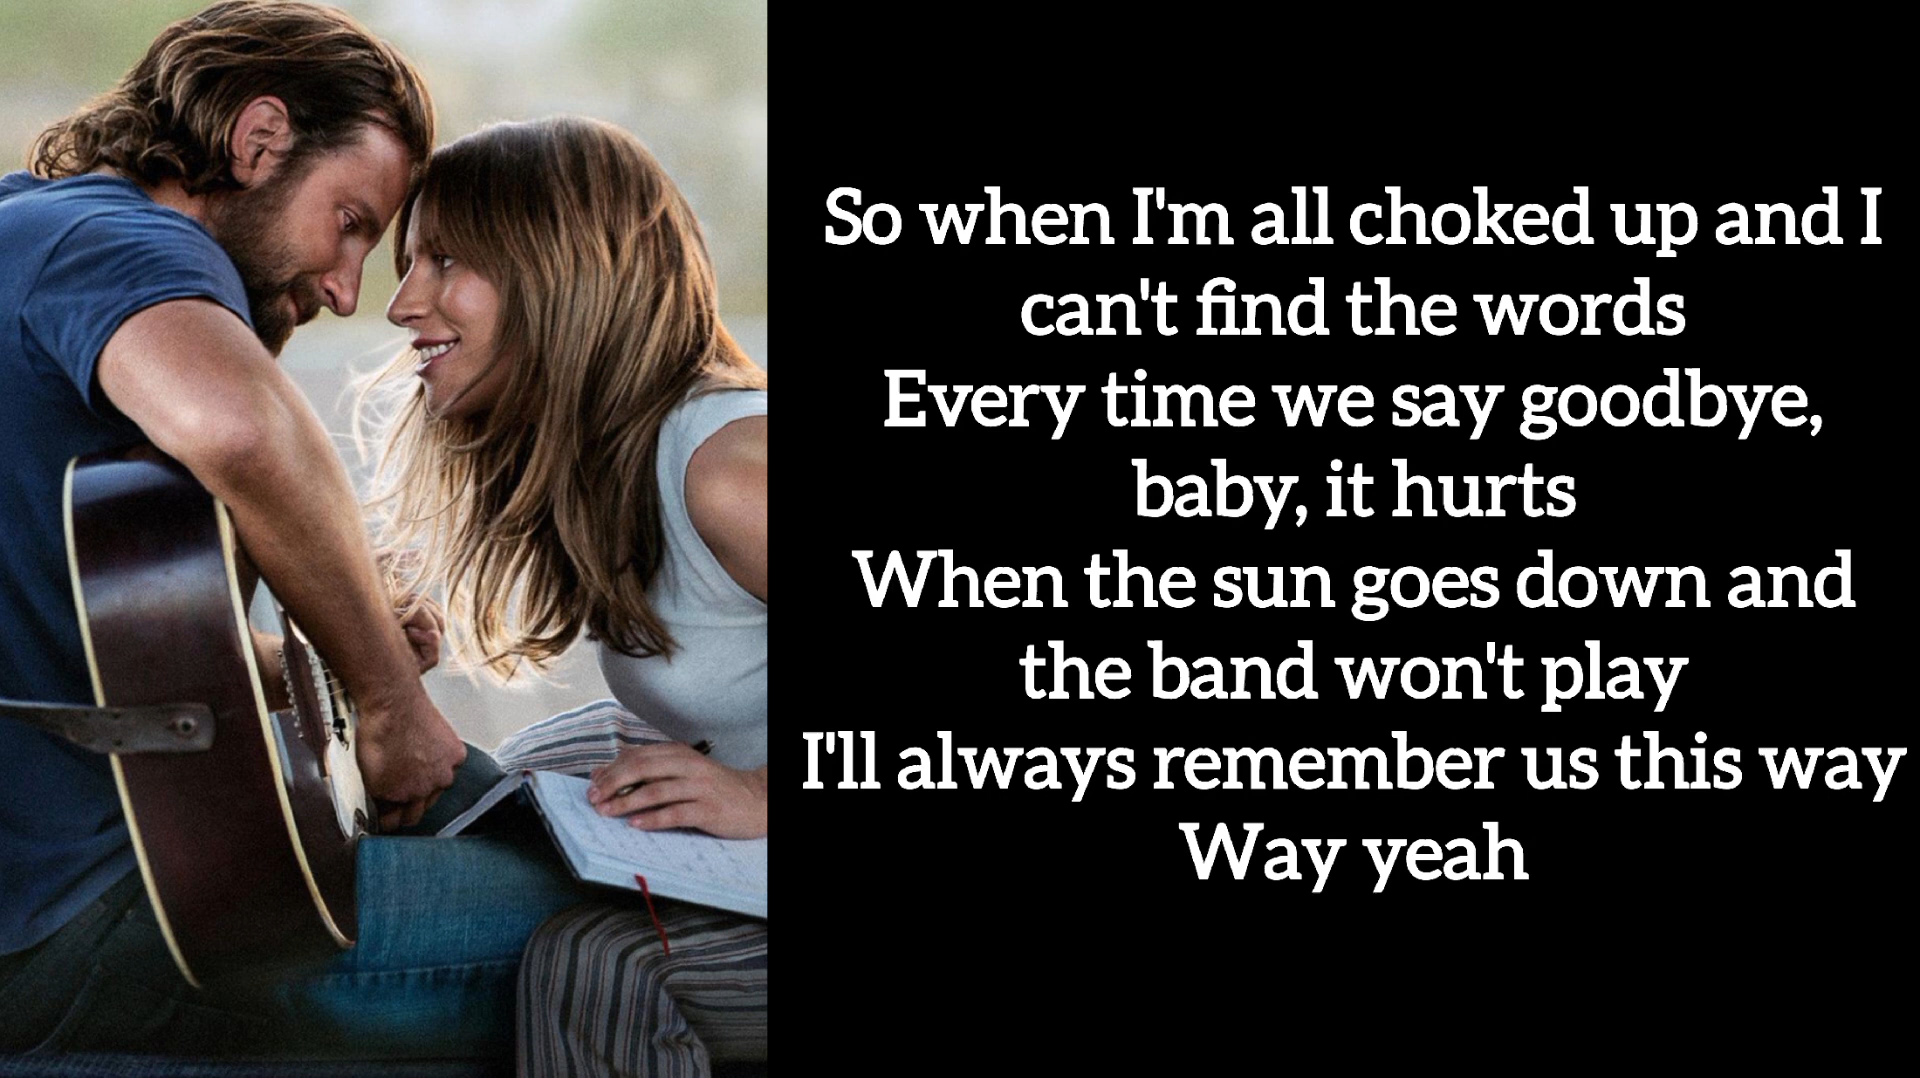 So when I'm all choked up and I
can't find the words
Every time we say goodbye,
baby, it hurts
When the sun goes down and
the band won't play
I'll always remember us this way
Way yeah